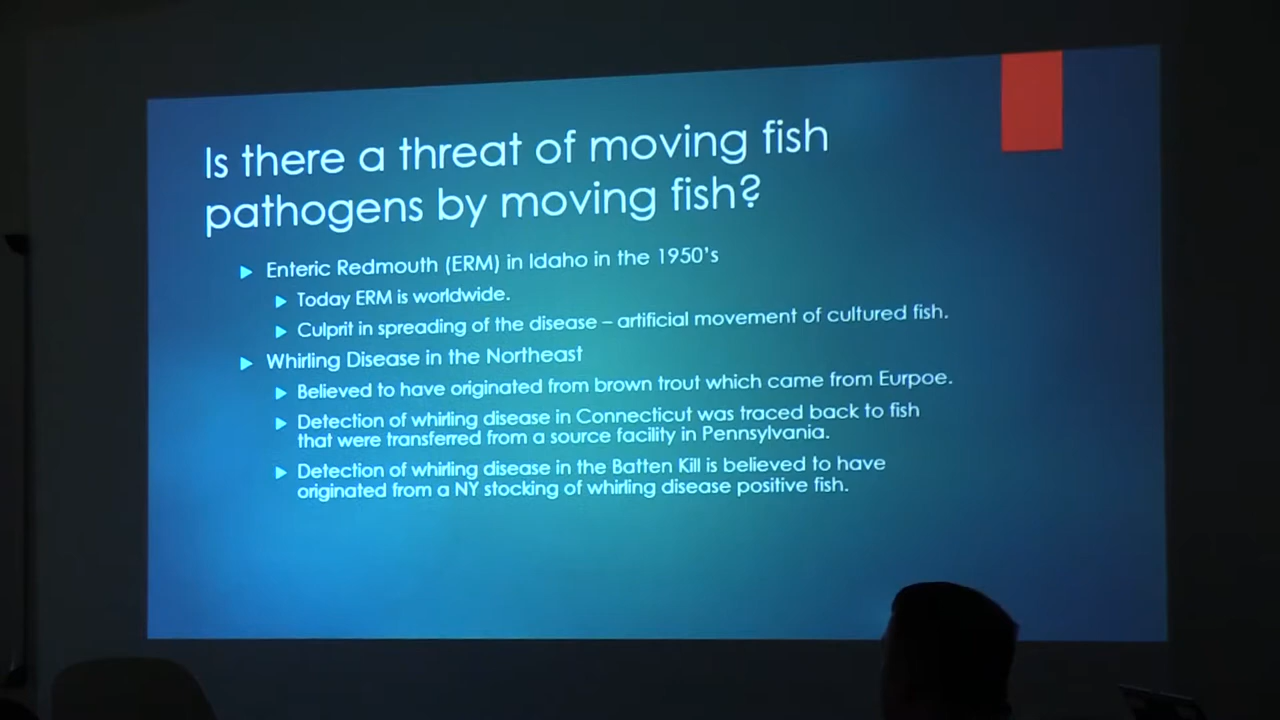 Is there a threat of moving fish
pathogens by moving fish?
Enteric Redmouth (ERM) in Idaho in the 1950's
Today ERM is worldwide.
Culprit in spreading of the disease – artificial movement of cultured fish.
Whirling Disease in the Northeast
Believed to have originated from brown trout which came from Eurpoe.
Detection of whirling disease in Connecticut was traced back to fish
that were transferred from a source facility in Pennsylvania.
Detection of whirling disease in the Batten Kill is believed to have
originated from a NY stocking of whirling disease positive fish.